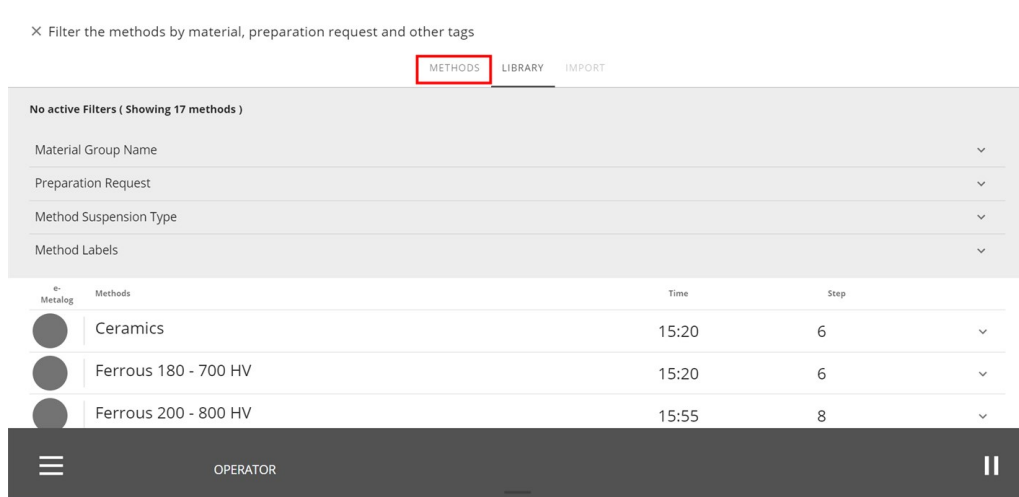 × Filter the methods by material, preparation request and other tags
METHODS LIBRARY IMPORT
No active Filters ( Showing 17 methods )
Material Group Name
Preparation Request
Method Suspension Type
Method Labels
e-
Metalog Methods Time Step
Ceramics 15:20 6
Ferrous 180 - 700 HV 15:20 6
Ferrous 200 - 800 HV 15:55 8
OPERATOR